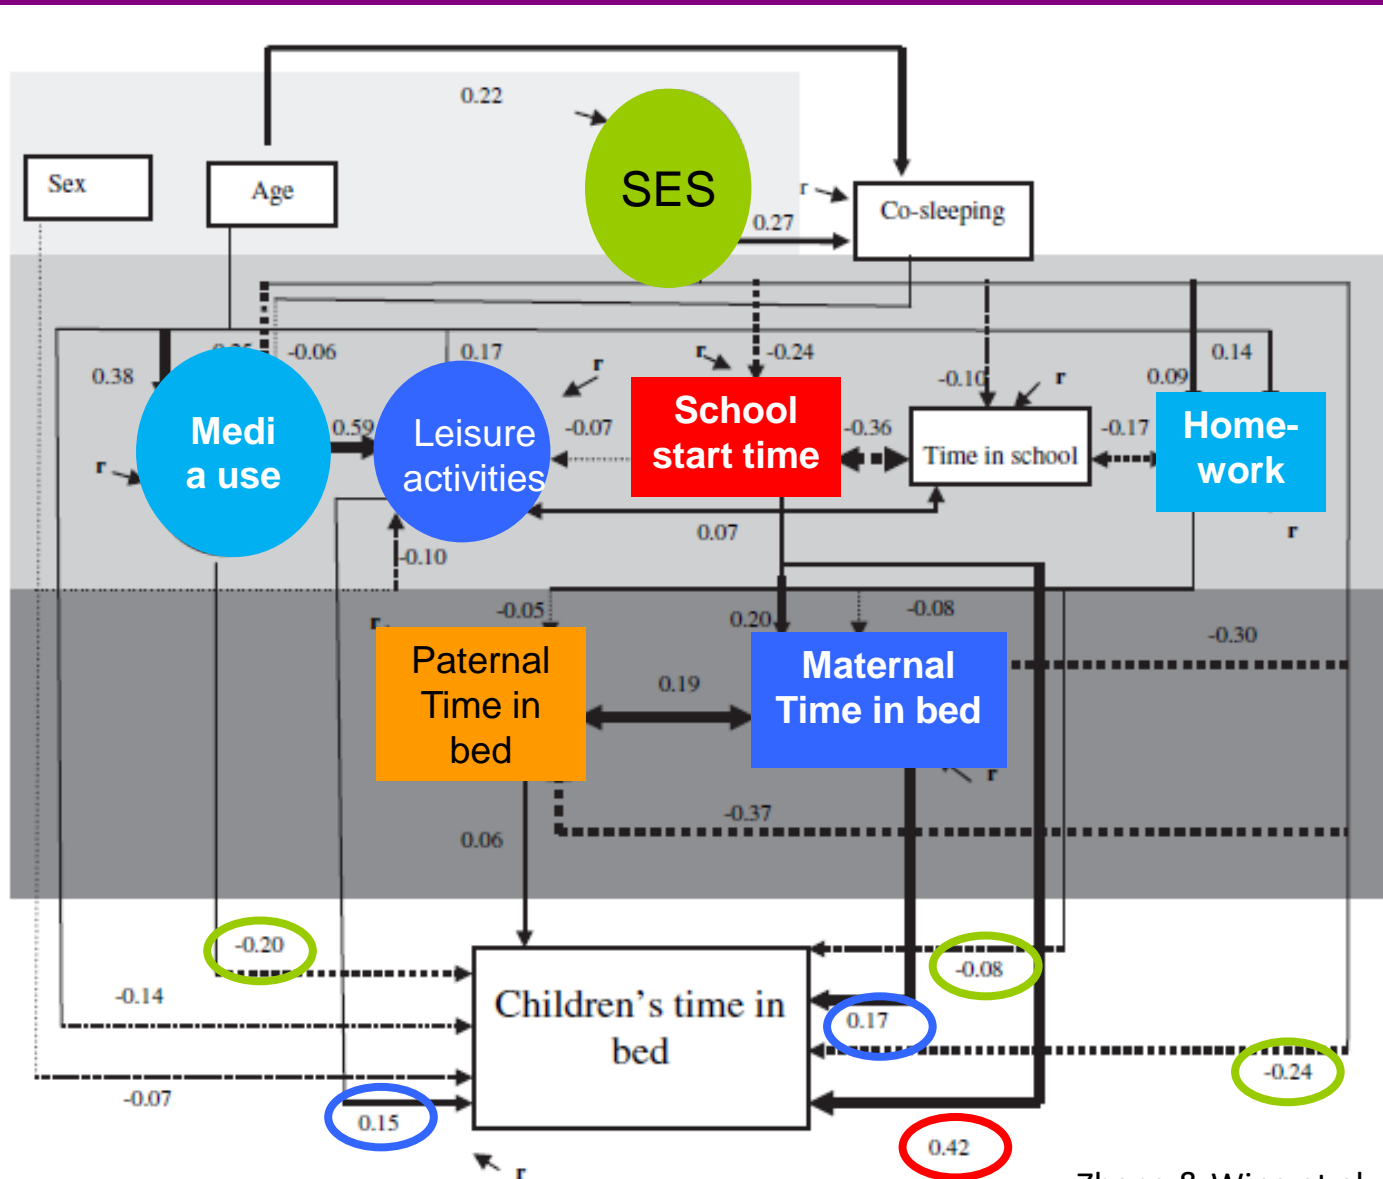 0.22
SES
Sex
Age
r
Co-sleeping
0.27
-0.06
0.17
r
-0.24
0.14
0.38
-0.10
r
0.09
r
Medi
a use
0.59
Leisure
activities
-0.07
School
start time
-0.36
Time in school
-0.17
Home-
work
r
0.07
r
-0.10
-0.05
0.20
-0.08
r
-0.30
Paternal
Time in
bed
0.19
Maternal
Time in bed
r
-0.37
0.06
-0.20
-0.08
-0.14
Children's time in
bed
0.17
-0.24
-0.07
0.15
0.42
r